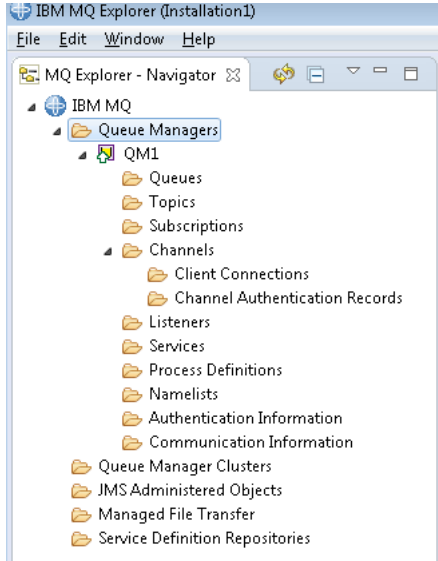 IBM MQ Explorer (Installation1)
File Edit Window Help
MQ Explorer - Navigator
IBM MQ
Queue Managers
QM1
Queues
Topics
Subscriptions
Channels
Client Connections
Channel Authentication Records
Listeners
Services
Process Definitions
Namelists
Authentication Information
Communication Information
Queue Manager Clusters
JMS Administered Objects
Managed File Transfer
Service Definition Repositories